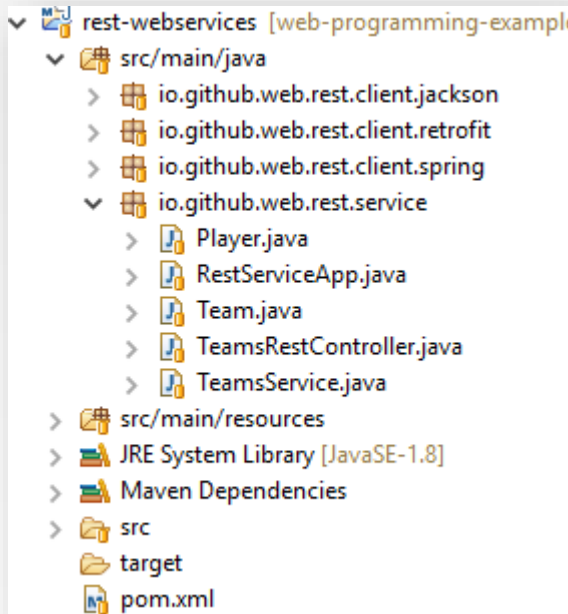 rest-webservices [web-programming-example
src/main/java
io.github.web.rest.client.jackson
io.github.web.rest.client.retrofit
io.github.web.rest.client.spring
io.github.web.rest.service
Player.java
RestServiceApp.java
Team.java
TeamsRestController.java
TeamsService.java
src/main/resources
JRE System Library [JavaSE-1.8]
Maven Dependencies
src
target
pom.xml